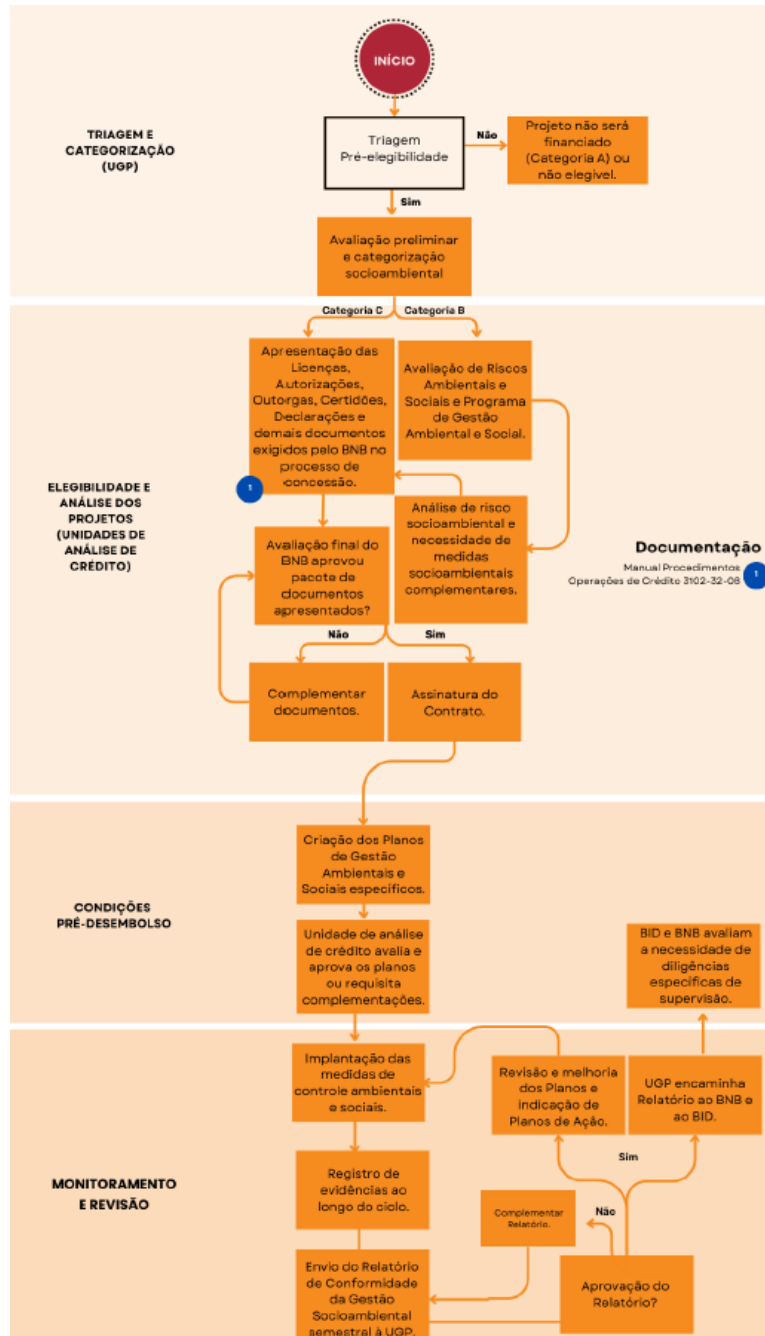 INÍCIO
TRIAGEM E
CATEGORIZAÇÃO
(UGP)
Triagem
Pré-elegibilidade
Não
Projeto não será
financiado
(Categoria A) ou
não elegivel.
Sim
Avaliação preliminar
e categorização
socioambiental
Categoria C
Categoria B
Apresentação das
Licenças,
Autorizações,
Outorgas, Certidões,
Declarações e
demais documentos
exigidos pelo BNB no
processo de
concessão.
1
Avaliação de Riscos
Ambientais e
Sociais e Programa
de Gestão
Ambiental e Social.
ELEGIBILIDADE E
ANÁLISE DOS
PROJETOS
(UNIDADES DE
ANÁLISE DE
CRÉDITO)
Análise de risco
socioambiental e
necessidade de
medidas
socioambientais
complementares.
Avaliação final do
BNB aprovou
pacote de
documentos
apresentados?
Documentação
Manual Procedimentos
Operações de Crédito 3102-32-08
1
Não
Sim
Complementar
documentos.
Assinatura do
Contrato.
CONDIÇÕES
PRÉ-DESEMBOLSO
Criação dos Planos
de Gestão
Ambientais e
Sociais específicos.
Unidade de análise
de crédito avalia e
aprova os planos
ou requisita
complementações.
BID e BNB avaliam
a necessidade de
diligências
específicas de
supervisão.
MONITORAMENTO
E REVISÃO
Implantação das
medidas de
controle ambientais
e sociais.
Revisão e melhoria
dos Planos e
indicação de
Planos de Ação.
UGP encaminha
Relatório ao BNB e
ao BID.
Sim
Registro de
evidências ao
longo do ciclo.
Complementar
Relatório.
Não
Envio do Relatório
de Conformidade
da Gestão
Socioambiental
semestral à UGP.
Aprovação do
Relatório?